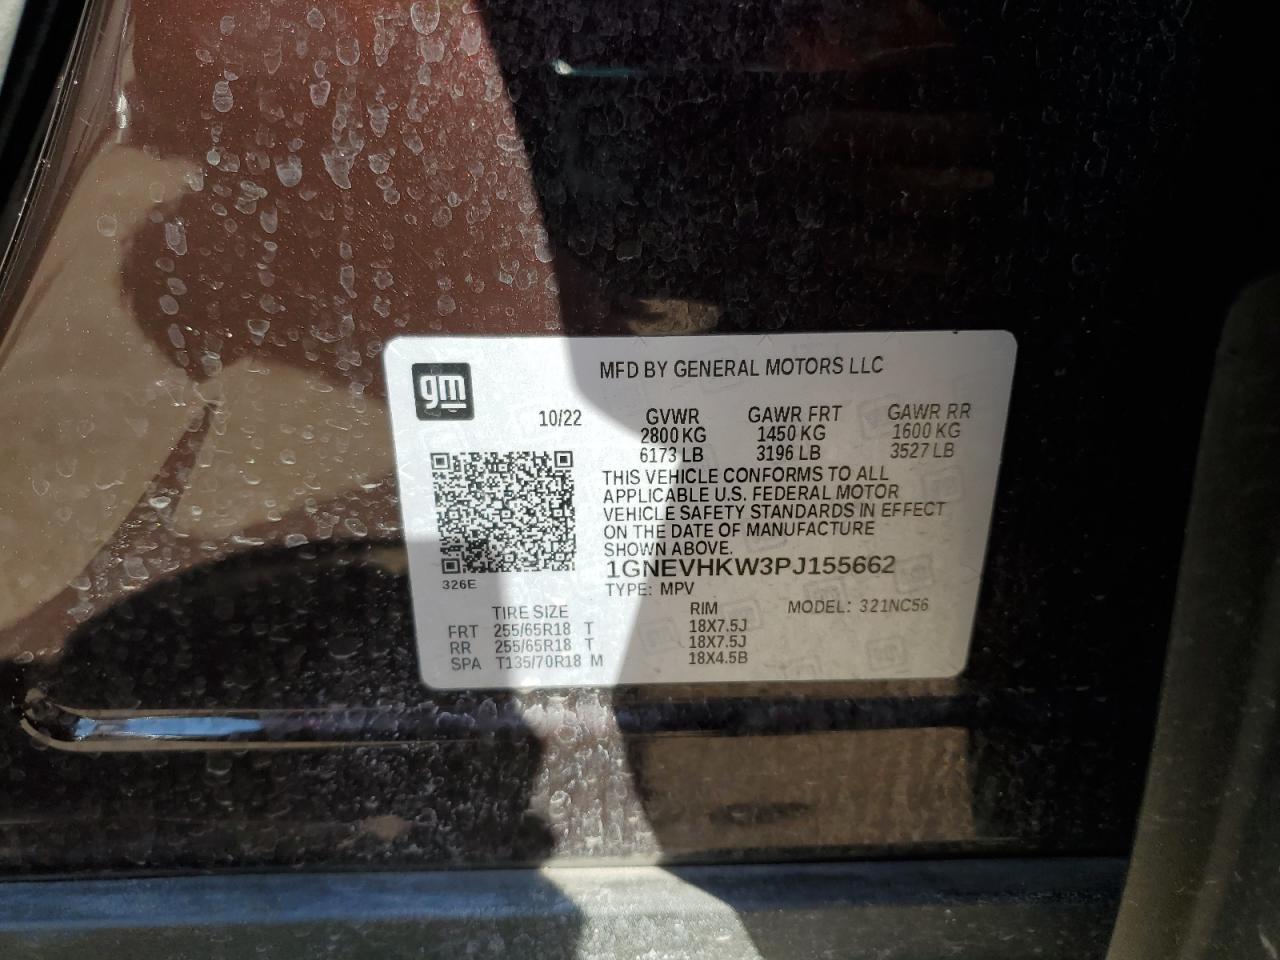 gm
MFD BY GENERAL MOTORS LLC
10/22 GVWR GAWR FRT GAWR RR
2800 KG 1450 KG 1600 KG
6173 LB 3196 LB 3527 LB
THIS VEHICLE CONFORMS TO ALL
APPLICABLE U.S. FEDERAL MOTOR
VEHICLE SAFETY STANDARDS IN EFFECT
ON THE DATE OF MANUFACTURE
SHOWN ABOVE.
1GNEVHKW3PJ155662
326E
TYPE: MPV
TIRE SIZE RIM MODEL: 321NC56
FRT 255/65R18 T 18X7.5J
RR 255/65R18 T 18X7.5J
SPA T135/70R18 M 18X4.5B